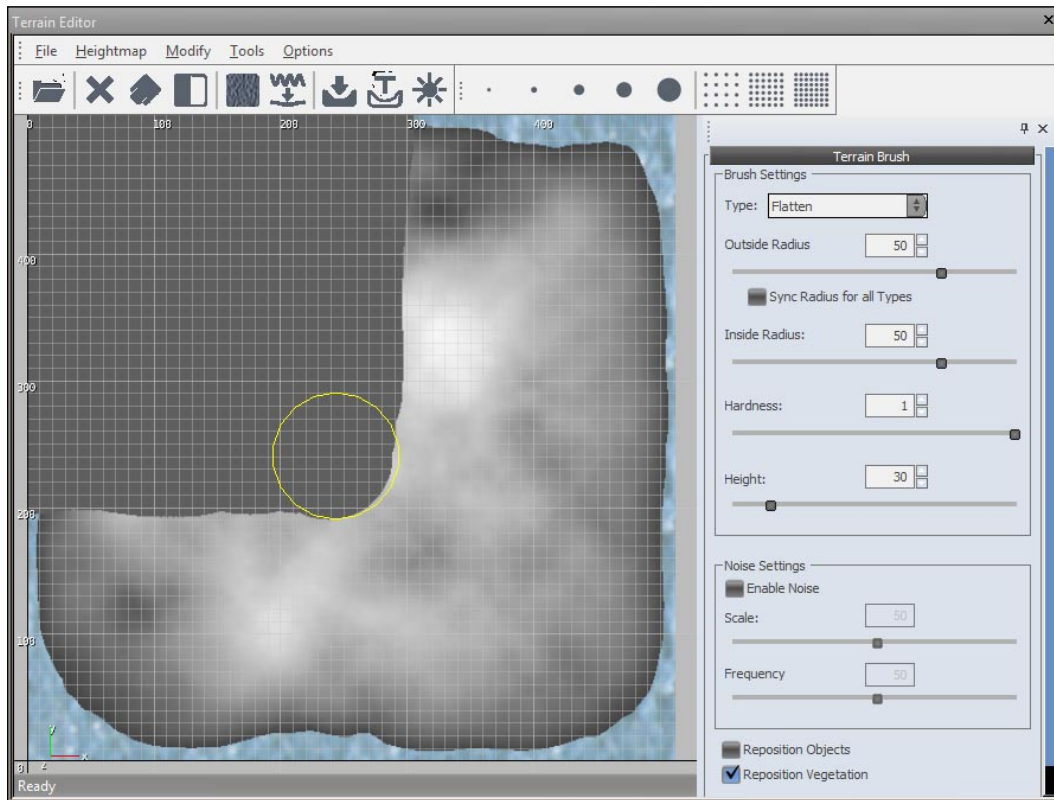 Terrain Editor
File Heightmap Modify Tools Options
0 100 200 300 400
400
300
200
100
0
y
x
z
Ready
Terrain Brush
Brush Settings
Type: Flatten
Outside Radius 50
Sync Radius for all Types
Inside Radius: 50
Hardness: 1
Height: 30
Noise Settings
Enable Noise
Scale: 50
Frequency 50
Reposition Objects
Reposition Vegetation